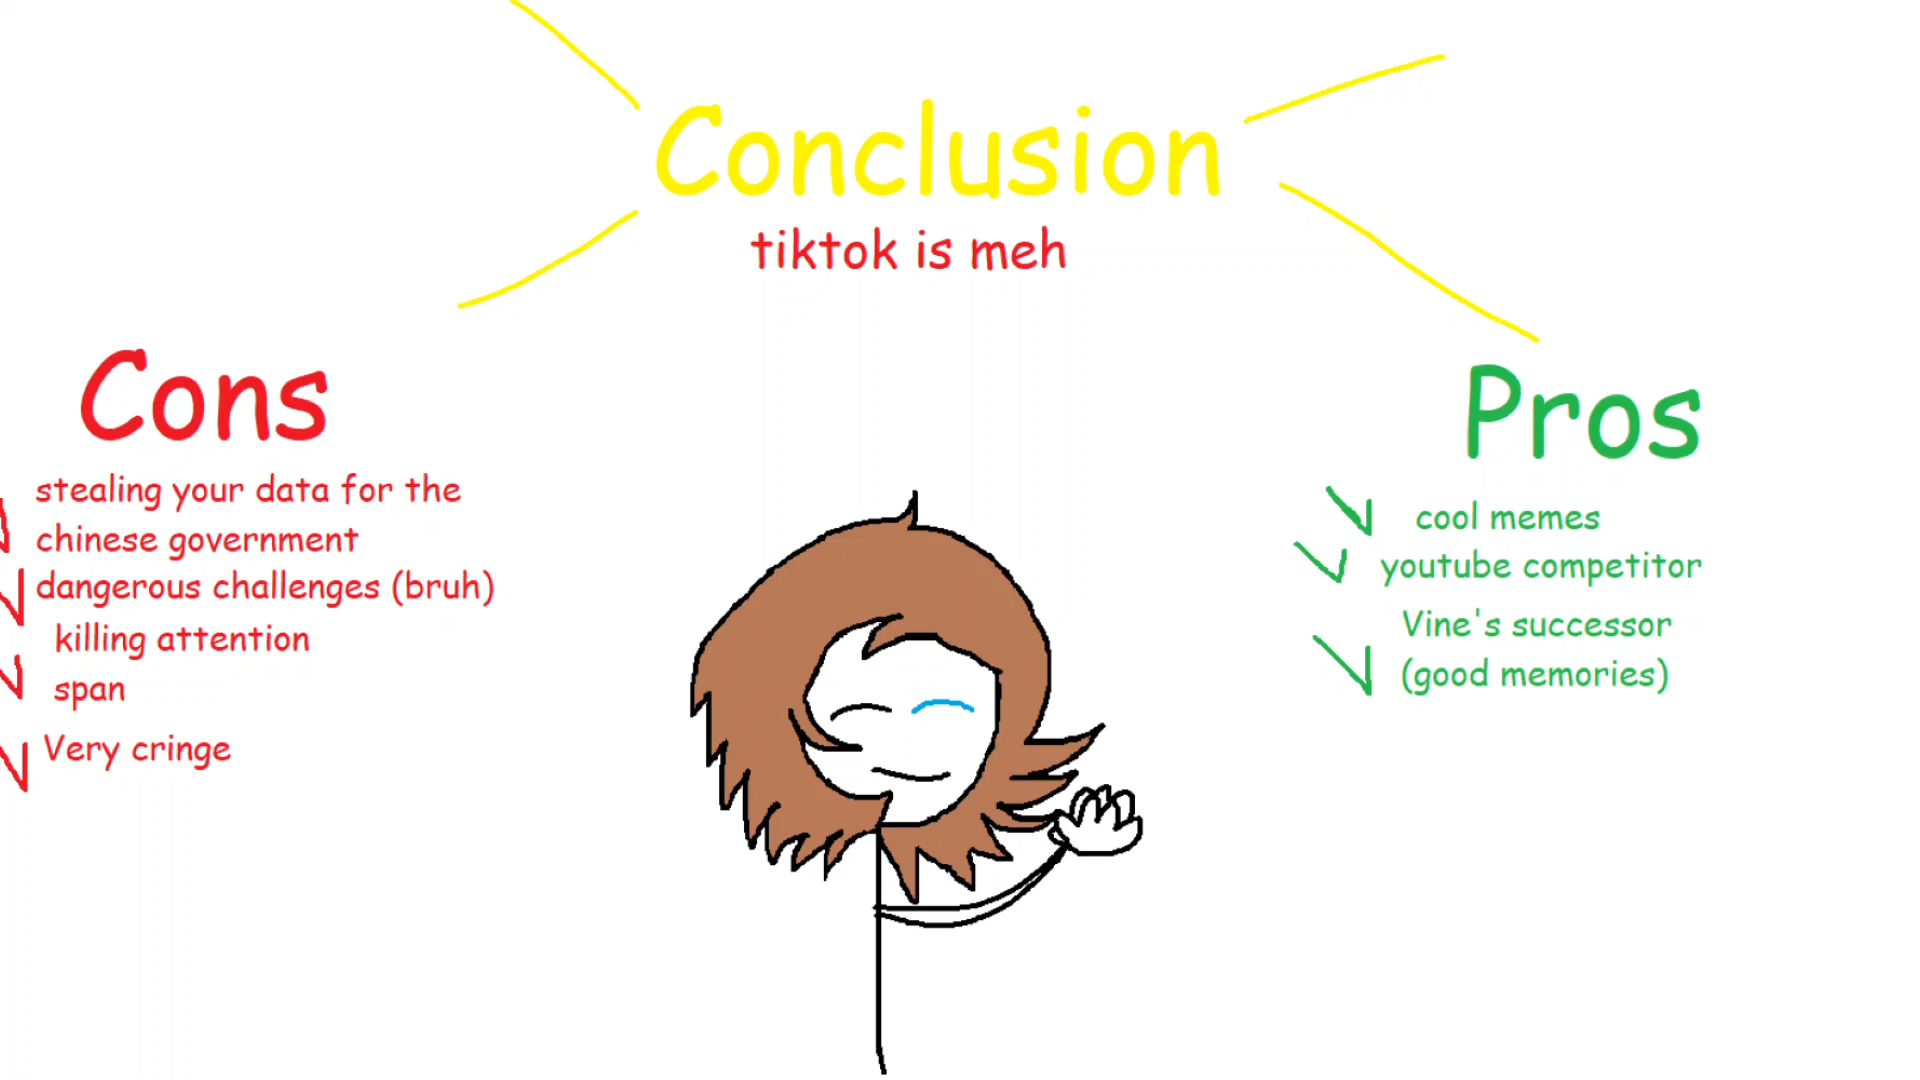 Conclusion
tiktok is meh
Cons
stealing your data for the
chinese government
dangerous challenges (bruh)
killing attention
span
Very cringe
Pros
cool memes
youtube competitor
Vine's successor
(good memories)